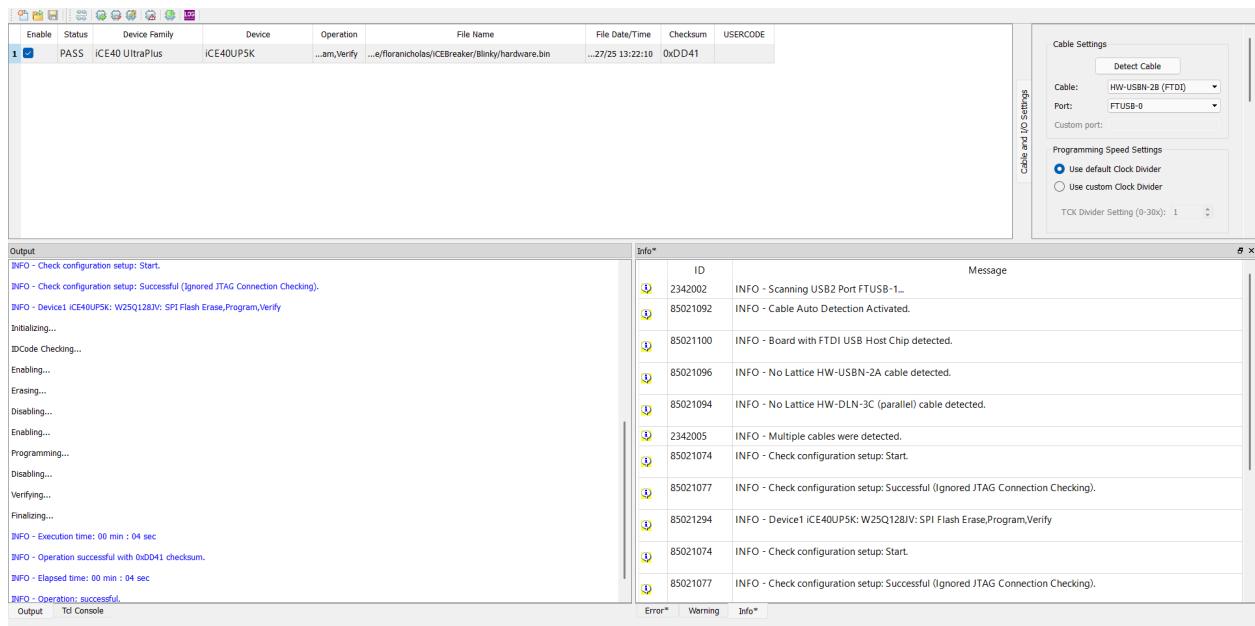 LOG
Enable Status Device Family Device Operation File Name File Date/Time Checksum USERCODE
1 PASS iCE40 UltraPlus iCE40UP5K ...am,Verify ...e/floranicholas/iCEBreaker/Blinky/hardware.bin ...27/25 13:22:10 0xDD41
Cable and I/O Settings
Cable Settings
Detect Cable
Cable: HW-USBN-2B (FTDI)
Port: FTUSB-0
Custom port:
Programming Speed Settings
Use default Clock Divider
Use custom Clock Divider
TCK Divider Setting (0-30x): 1
Output
INFO - Check configuration setup: Start.
INFO - Check configuration setup: Successful (Ignored JTAG Connection Checking).
INFO - Device1 iCE40UP5K: W25Q128JV: SPI Flash Erase,Program,Verify
Initializing...
IDCode Checking...
Enabling...
Erasing...
Disabling...
Enabling...
Programming...
Disabling...
Verifying...
Finalizing...
INFO - Execution time: 00 min : 04 sec
INFO - Operation successful with 0xDD41 checksum.
INFO - Elapsed time: 00 min : 04 sec
INFO - Operation: successful.
Output Tcl Console
Info*
ID Message
2342002 INFO - Scanning USB2 Port FTUSB-1...
85021092 INFO - Cable Auto Detection Activated.
85021100 INFO - Board with FTDI USB Host Chip detected.
85021096 INFO - No Lattice HW-USBN-2A cable detected.
85021094 INFO - No Lattice HW-DLN-3C (parallel) cable detected.
2342005 INFO - Multiple cables were detected.
85021074 INFO - Check configuration setup: Start.
85021077 INFO - Check configuration setup: Successful (Ignored JTAG Connection Checking).
85021294 INFO - Device1 iCE40UP5K: W25Q128JV: SPI Flash Erase,Program,Verify
85021074 INFO - Check configuration setup: Start.
85021077 INFO - Check configuration setup: Successful (Ignored JTAG Connection Checking).
Error* Warning Info*